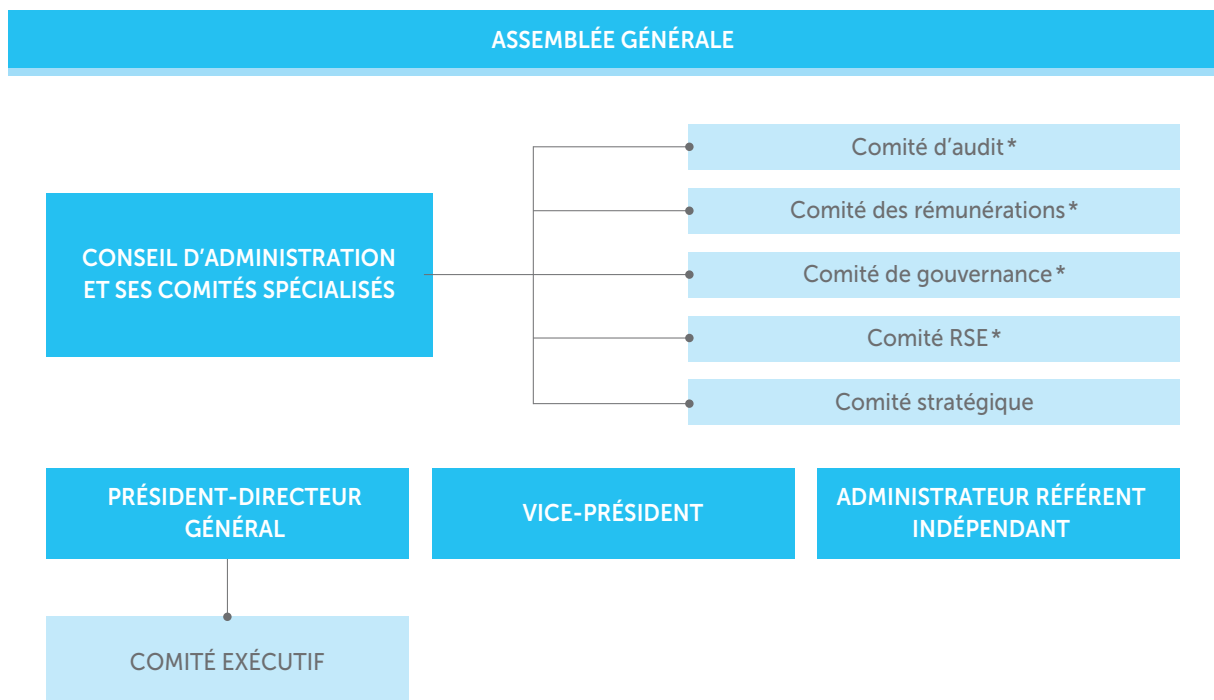 ASSEMBLÉE GÉNÉRALE
CONSEIL D’ADMINISTRATION
ET SES COMITÉS SPÉCIALISÉS
Comité d’audit*
Comité des rémunérations*
Comité de gouvernance*
Comité RSE*
Comité stratégique
PRÉSIDENT-DIRECTEUR
GÉNÉRAL
VICE-PRÉSIDENT
ADMINISTRATEUR RÉFÉRENT
INDÉPENDANT
COMITÉ EXÉCUTIF